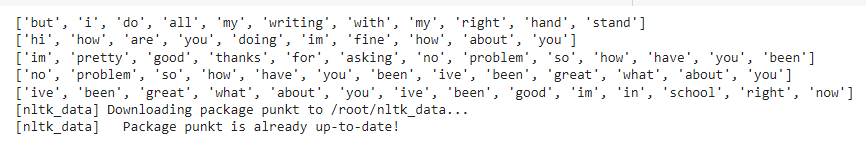 ['but', 'i', 'do', 'all', 'my', 'writing', 'with', 'my', 'right', 'hand', 'stand']
['hi', 'how', 'are', 'you', 'doing', 'im', 'fine', 'how', 'about', 'you']
['im', 'pretty', 'good', 'thanks', 'for', 'asking', 'no', 'problem', 'so', 'how', 'have', 'you', 'been']
['no', 'problem', 'so', 'how', 'have', 'you', 'been', 'ive', 'been', 'great', 'what', 'about', 'you']
['ive', 'been', 'great', 'what', 'about', 'you', 'ive', 'been', 'good', 'im', 'in', 'school', 'right', 'now']
[nltk_data] Downloading package punkt to /root/nltk_data...
[nltk_data]   Package punkt is already up-to-date!